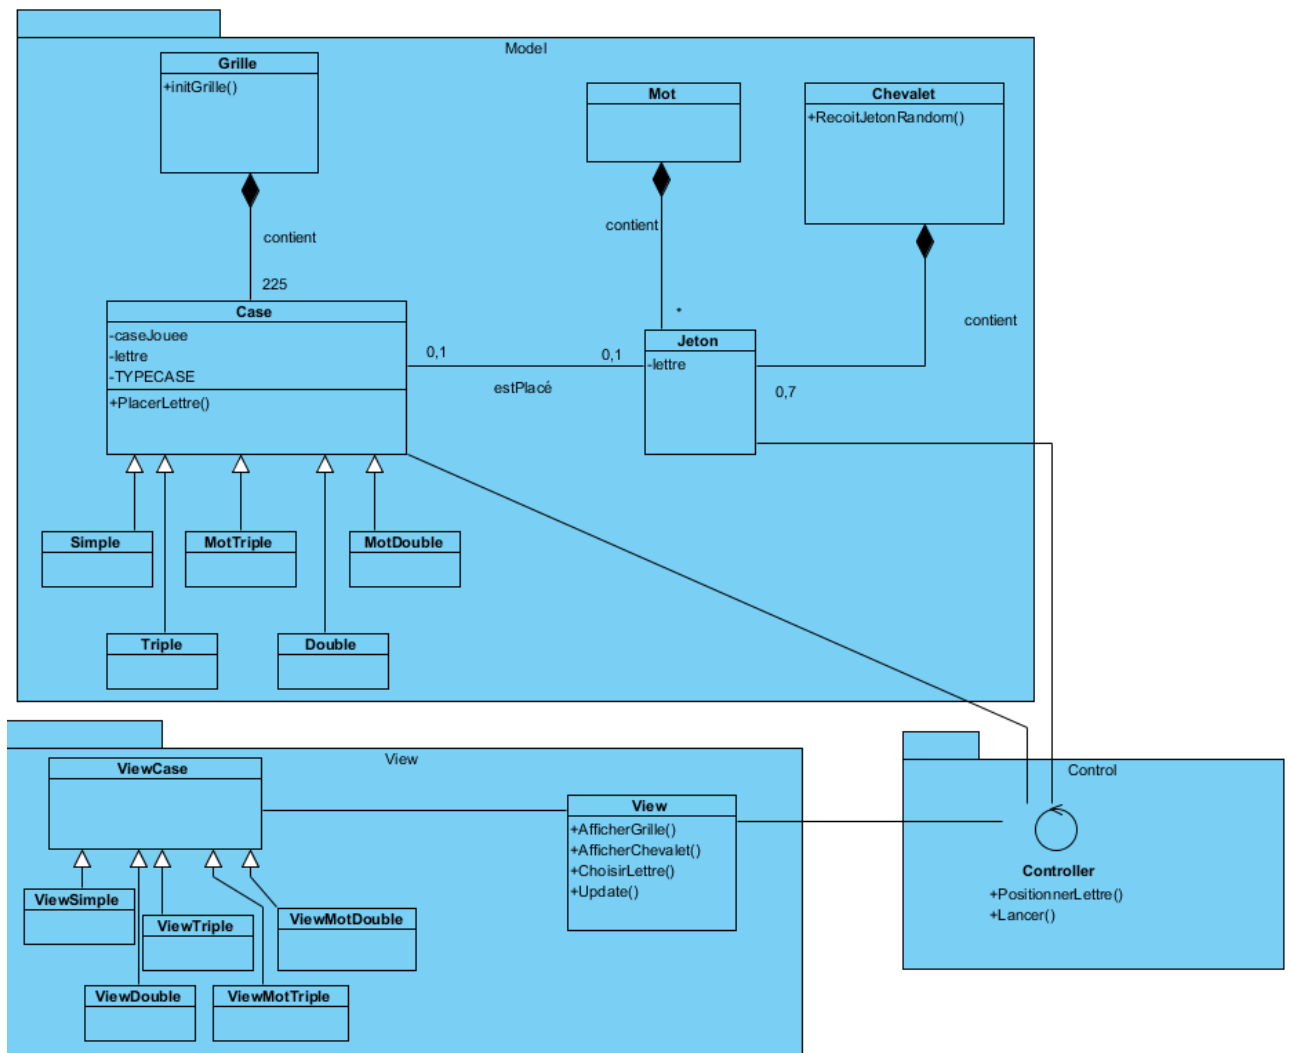 Model
Grille
+initGrille()
contient
225
Mot
contient
*
Chevalet
+RecoitJetonRandom()
contient
0,7
Case
-caseJouee
-lettre
-TYPECASE
+PlacerLettre()
0,1
0,1
estPlacé
Jeton
-lettre
Simple
MotTriple
MotDouble
Triple
Double
View
ViewCase
ViewSimple
ViewTriple
ViewMotDouble
ViewDouble
ViewMotTriple
View
+AfficherGrille()
+AfficherChevalet()
+ChoisirLettre()
+Update()
Control
Controller
+PositionnerLettre()
+Lancer()